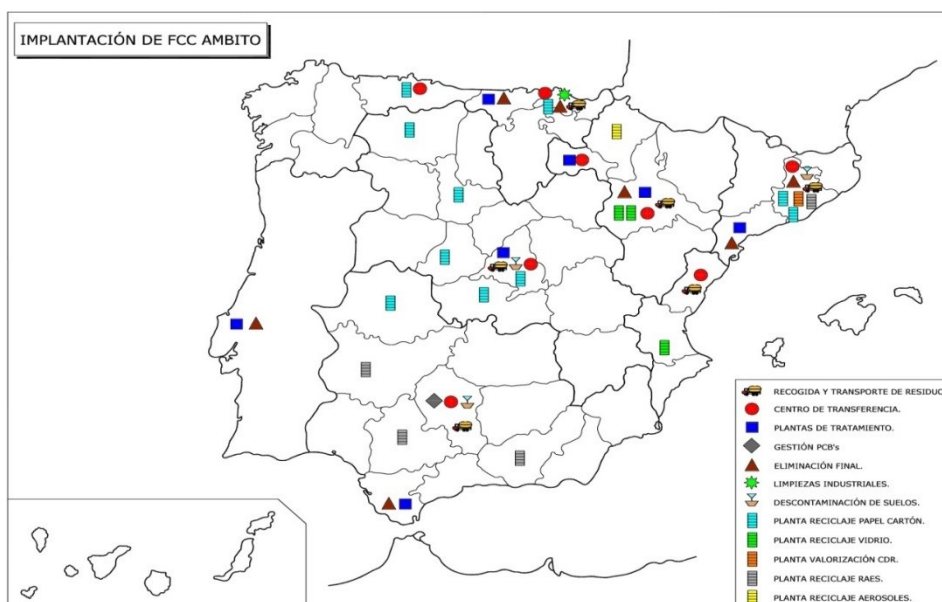 IMPLANTACIÓN DE FCC AMBITO
RECOGIDA Y TRANSPORTE DE RESIDUC
CENTRO DE TRANSFERENCIA.
PLANTAS DE TRATAMIENTO.
GESTIÓN PCB's
ELIMINACIÓN FINAL.
LIMPIEZAS INDUSTRIALES.
DESCONTAMINACIÓN DE SUELOS.
PLANTA RECICLAJE PAPEL CARTÓN.
PLANTA RECICLAJE VIDRIO.
PLANTA VALORIZACIÓN CDR.
PLANTA RECICLAJE RAES.
PLANTA RECICLAJE AEROSOLES.